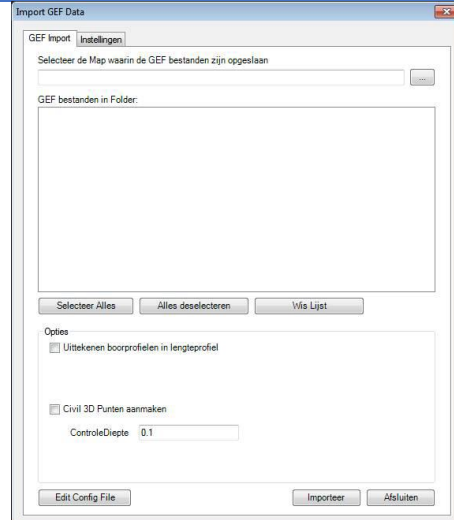 Import GEF Data
GEF Import Instellingen
Selecteer de Map waarin de GEF bestanden zijn opgeslaan
...
GEF bestanden in Folder:
Selecteer Alles Alles deselecteren Wis Lijst
Opties
Uittekenen boorprofielen in lengteprofiel
Civil 3D Punten aanmaken
ControleDiepte 0.1
Edit Config File Importeer Afsluiten